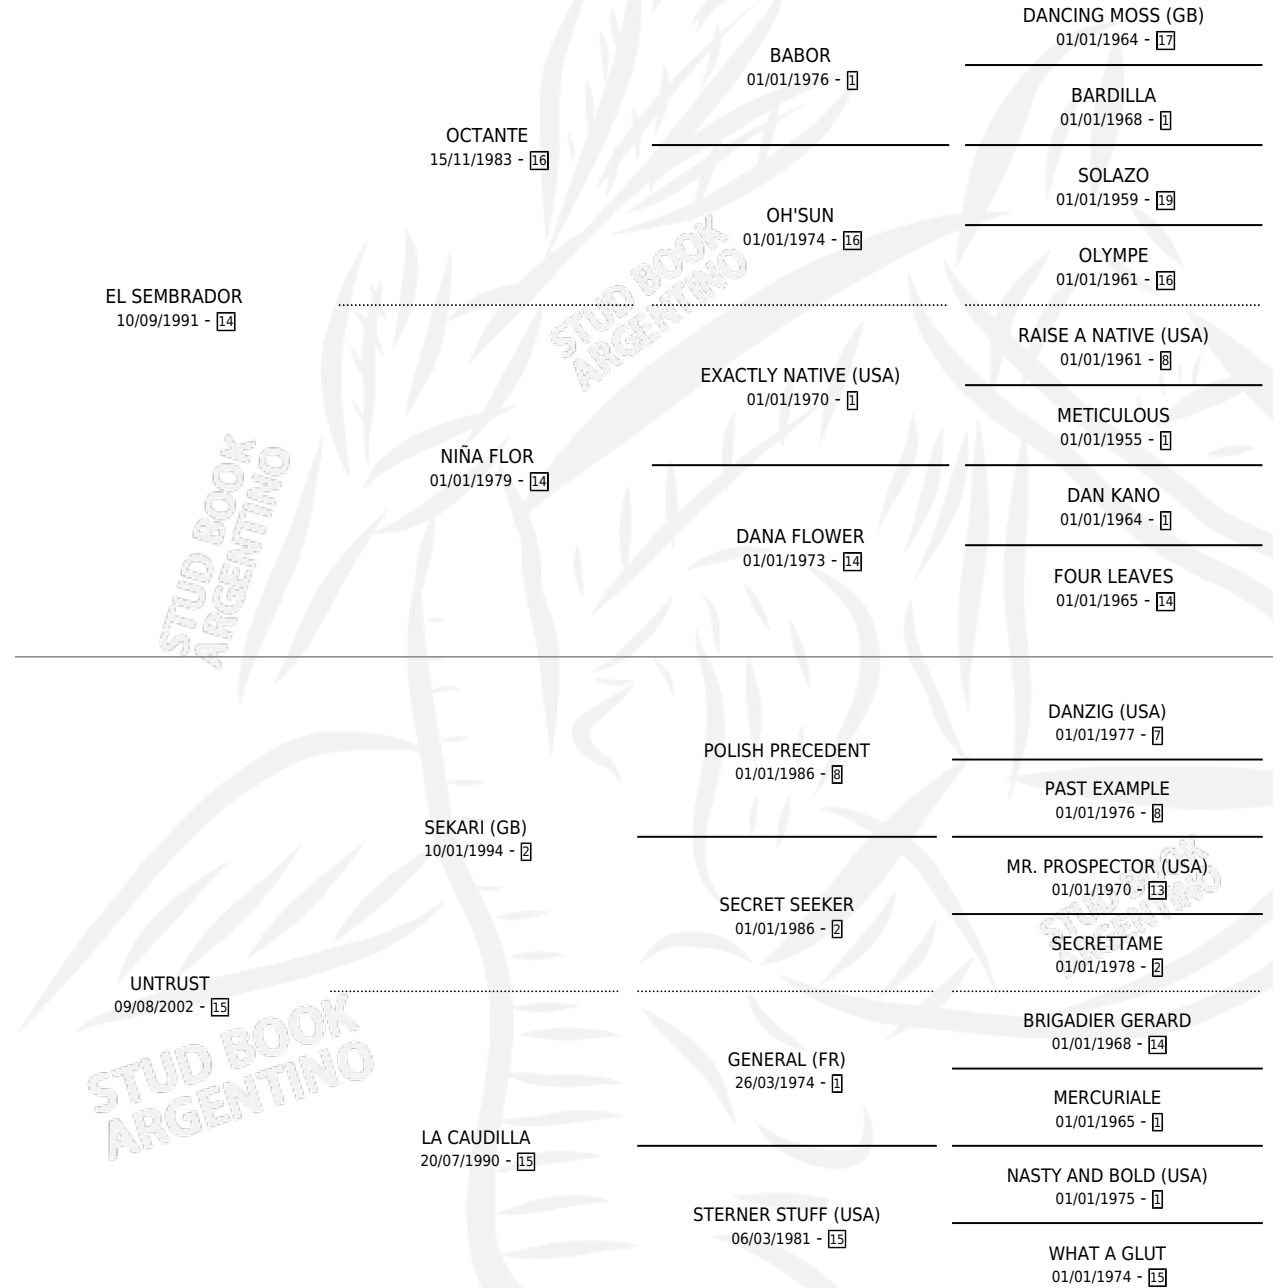 DANCING MOSS (GB)
01/01/1964 - 17
BABOR
01/01/1976 - 1
BARDILLA
01/01/1968 - 1
OCTANTE
15/11/1983 - 16
SOLAZO
01/01/1959 - 19
OH'SUN
01/01/1974 - 16
OLYMPE
01/01/1961 - 16
EL SEMBRADOR
10/09/1991 - 14
RAISE A NATIVE (USA)
01/01/1961 - 8
EXACTLY NATIVE (USA)
01/01/1970 - 1
METICULOUS
01/01/1955 - 1
NIÑA FLOR
01/01/1979 - 14
DAN KANO
01/01/1964 - 1
DANA FLOWER
01/01/1973 - 14
FOUR LEAVES
01/01/1965 - 14
STUD BOOK
ARGENTINO
STUD BOOK
ARGENTINO
DANZIG (USA)
01/01/1977 - 7
POLISH PRECEDENT
01/01/1986 - 8
PAST EXAMPLE
01/01/1976 - 8
SEKARI (GB)
10/01/1994 - 2
MR. PROSPECTOR (USA)
01/01/1970 - 13
SECRET SEEKER
01/01/1986 - 2
SECRETTAME
01/01/1978 - 2
STUD BOOK
ARGENTINO
UNTRUST
09/08/2002 - 15
BRIGADIER GERARD
01/01/1968 - 14
GENERAL (FR)
26/03/1974 - 1
MERCURIALE
01/01/1965 - 1
LA CAUDILLA
20/07/1990 - 15
NASTY AND BOLD (USA)
01/01/1975 - 1
STERNER STUFF (USA)
06/03/1981 - 15
WHAT A GLUT
01/01/1974 - 15
STUD BOOK
ARGENTINO